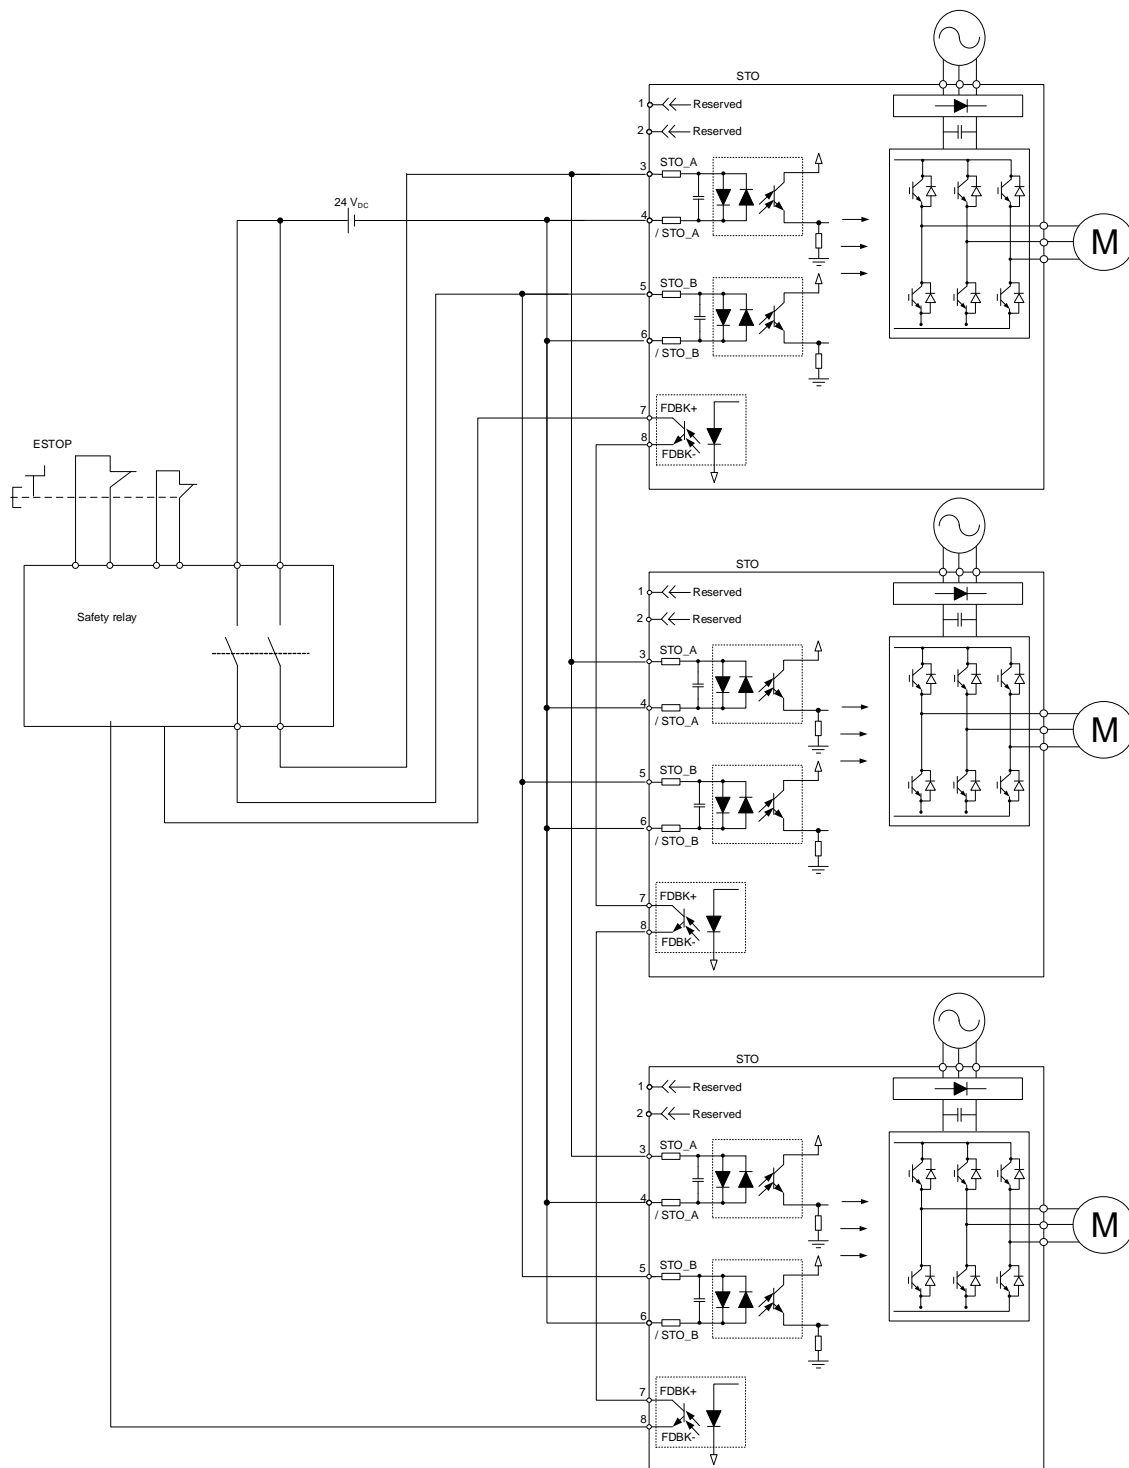 STO
1 Reserved
2 Reserved
3 STO_A
24 VDC
4 / STO_A
5 STO_B
6 / STO_B
7 FDBK+
8 FDBK-
M
ESTOP
Safety relay
STO
1 Reserved
2 Reserved
3 STO_A
4 / STO_A
M
5 STO_B
6 / STO_B
7 FDBK+
8 FDBK-
STO
1 Reserved
2 Reserved
3 STO_A
4 / STO_A
M
5 STO_B
6 / STO_B
7 FDBK+
8 FDBK-